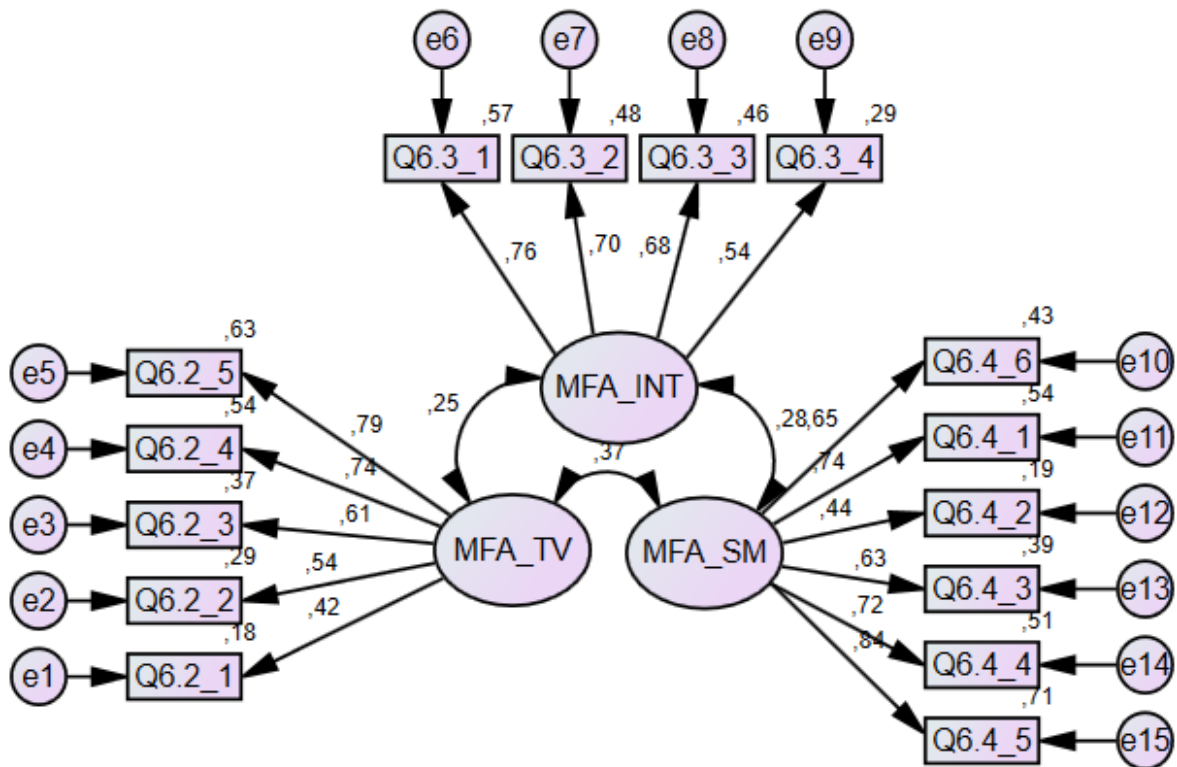 e6 e7 e8 e9
,57 ,48 ,46 ,29
Q6.3_1 Q6.3_2 Q6.3_3 Q6.3_4
,76 ,70 ,68 ,54
MFA_INT
,25 ,28 ,37
,63
e5 Q6.2_5 ,79
,54
e4 Q6.2_4 ,74
,37
e3 Q6.2_3 ,61
,29
e2 Q6.2_2 ,54
,18
e1 Q6.2_1 ,42
MFA_TV MFA_SM
,43
,65 Q6.4_6 e10
,54
,74 Q6.4_1 e11
,19
,44 Q6.4_2 e12
,39
,63 Q6.4_3 e13
,51
,72 Q6.4_4 e14
,71
,84 Q6.4_5 e15